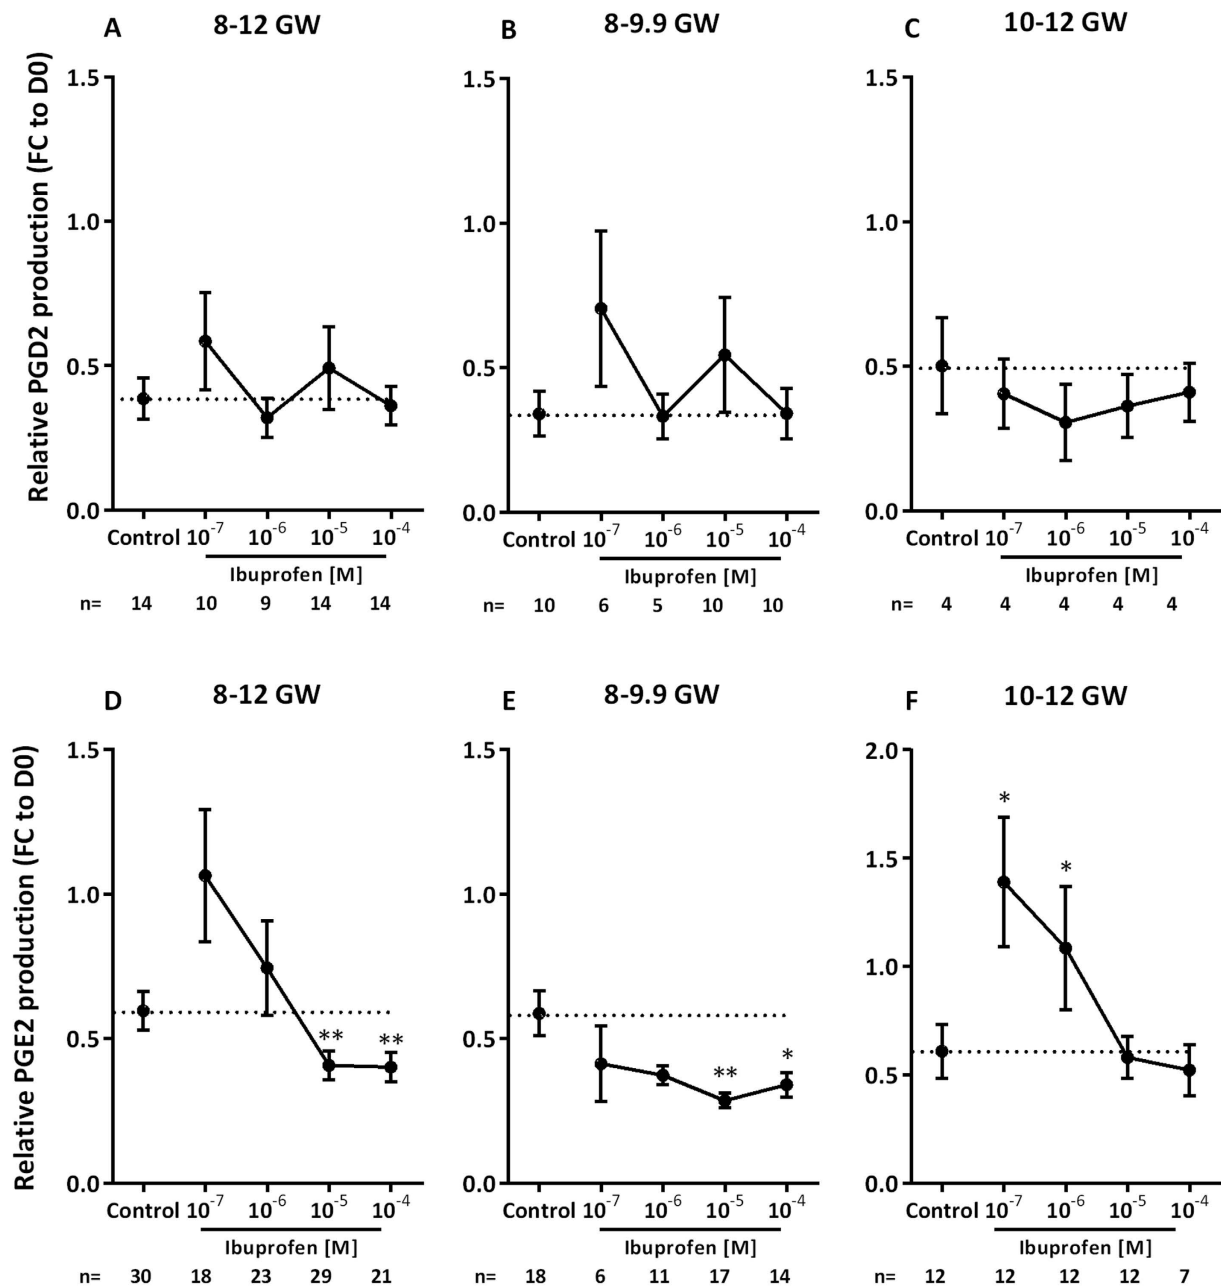 A 8-12 GW B 8-9.9 GW C 10-12 GW
Relative PGD2 production (FC to D0)
1.5 1.5 1.5
1.0 1.0 1.0
0.5 0.5 0.5
0.0 0.0 0.0
Control 10⁻⁷ 10⁻⁶ 10⁻⁵ 10⁻⁴ Control 10⁻⁷ 10⁻⁶ 10⁻⁵ 10⁻⁴ Control 10⁻⁷ 10⁻⁶ 10⁻⁵ 10⁻⁴
Ibuprofen [M] Ibuprofen [M] Ibuprofen [M]
n= 14 10 9 14 14 n= 10 6 5 10 10 n= 4 4 4 4 4
D 8-12 GW E 8-9.9 GW F 10-12 GW
Relative PGE2 production (FC to D0)
1.5 1.5 2.0
* 1.5
1.0 1.0 * 1.0
0.5 ** ** 0.5 ** * 0.5
0.0 0.0 0.0
Control 10⁻⁷ 10⁻⁶ 10⁻⁵ 10⁻⁴ Control 10⁻⁷ 10⁻⁶ 10⁻⁵ 10⁻⁴ Control 10⁻⁷ 10⁻⁶ 10⁻⁵ 10⁻⁴
Ibuprofen [M] Ibuprofen [M] Ibuprofen [M]
n= 30 18 23 29 21 n= 18 6 11 17 14 n= 12 12 12 12 7